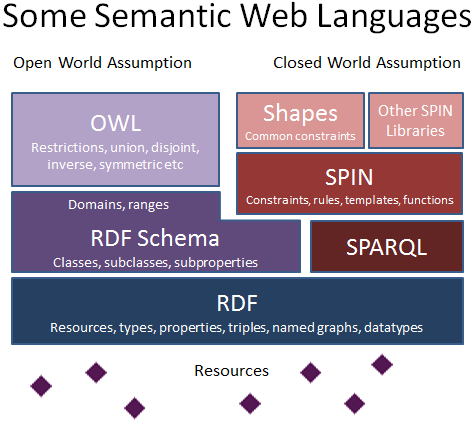 Some Semantic Web Languages
Open World Assumption
Closed World Assumption
OWL
Restrictions, union, disjoint,
inverse, symmetric etc
Shapes
Common constraints
Other SPIN
Libraries
SPIN
Constraints, rules, templates, functions
Domains, ranges
RDF Schema
Classes, subclasses, subproperties
SPARQL
RDF
Resources, types, properties, triples, named graphs, datatypes
Resources